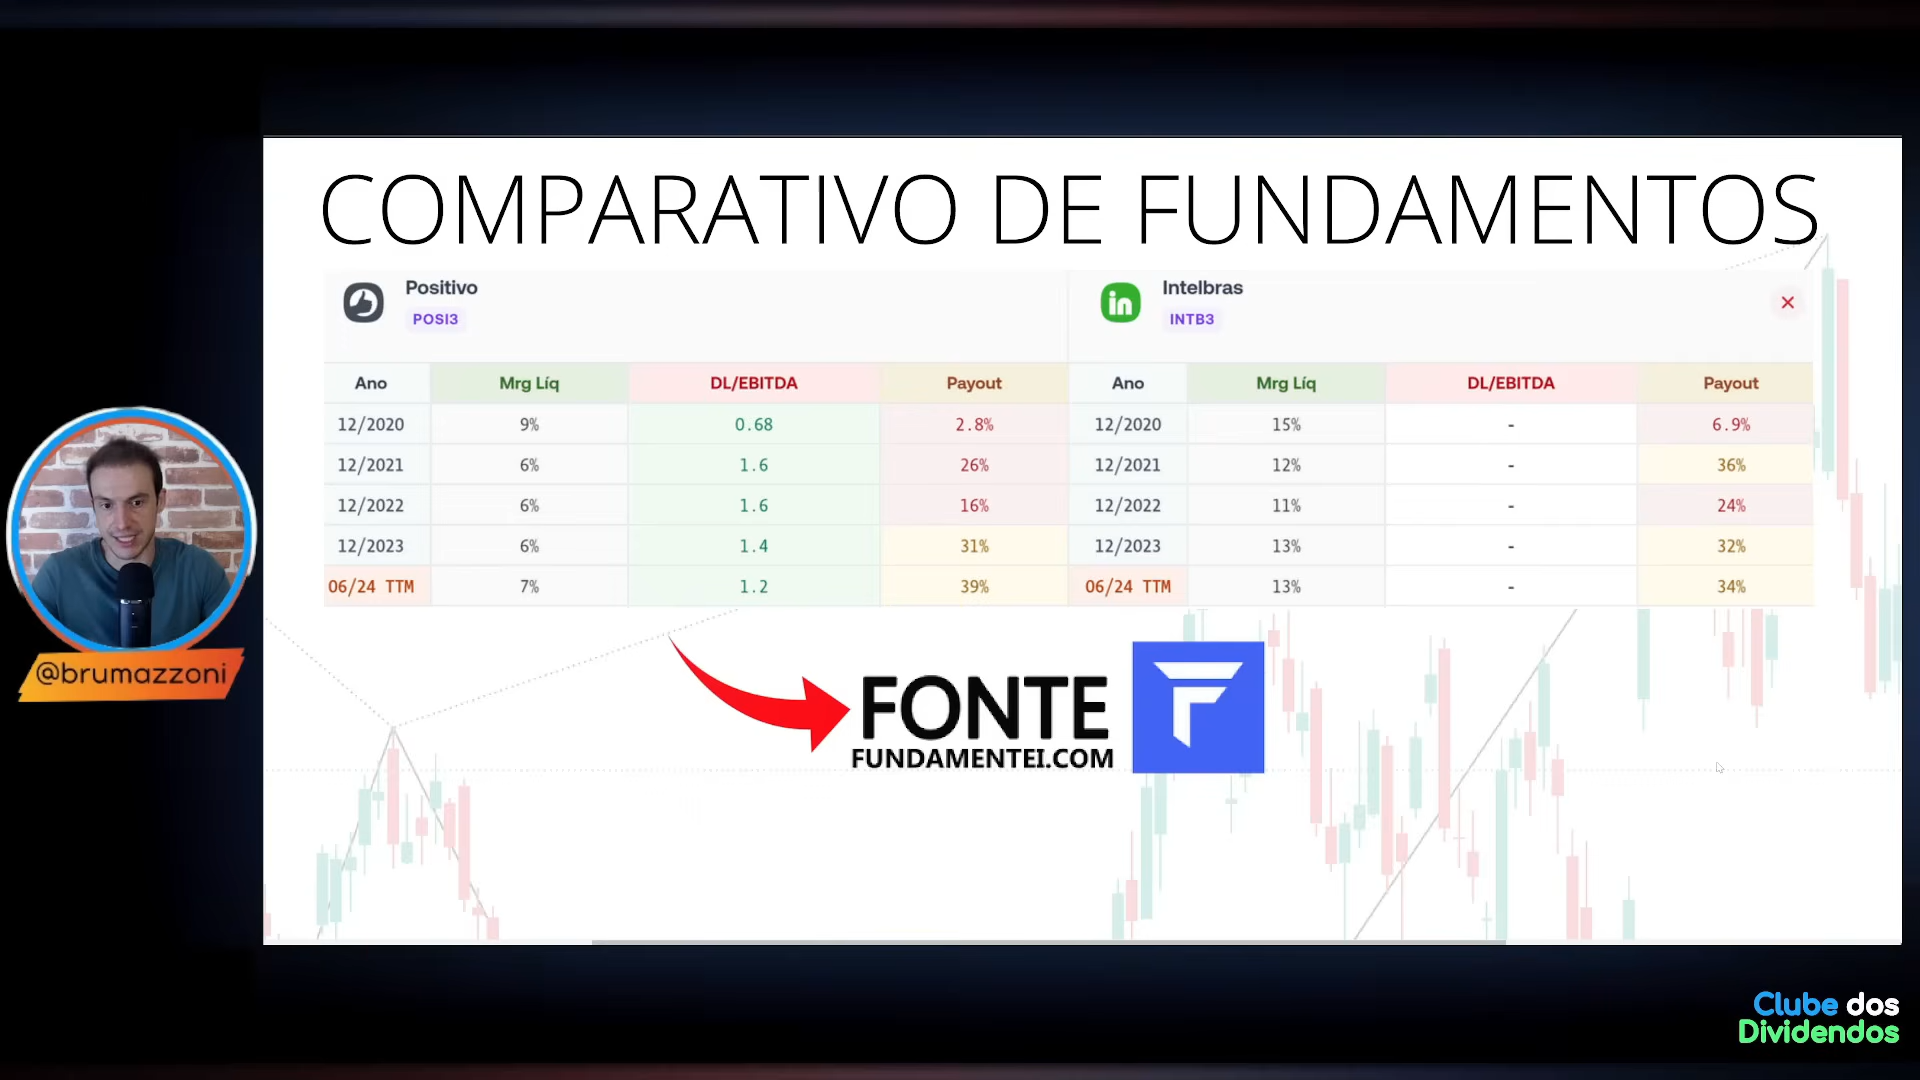 COMPARATIVO DE FUNDAMENTOS
Positivo
POSI3
Intelbras
INTB3
Ano Mrg Líq DL/EBITDA Payout Ano Mrg Líq DL/EBITDA Payout
12/2020 9% 0.68 2.8% 12/2020 15% - 6.9%
12/2021 6% 1.6 26% 12/2021 12% - 36%
12/2022 6% 1.6 16% 12/2022 11% - 24%
12/2023 6% 1.4 31% 12/2023 13% - 32%
06/24 TTM 7% 1.2 39% 06/24 TTM 13% - 34%
@brumazzoni
FONTE
FUNDAMENTEI.COM
Clube dos
Dividendos